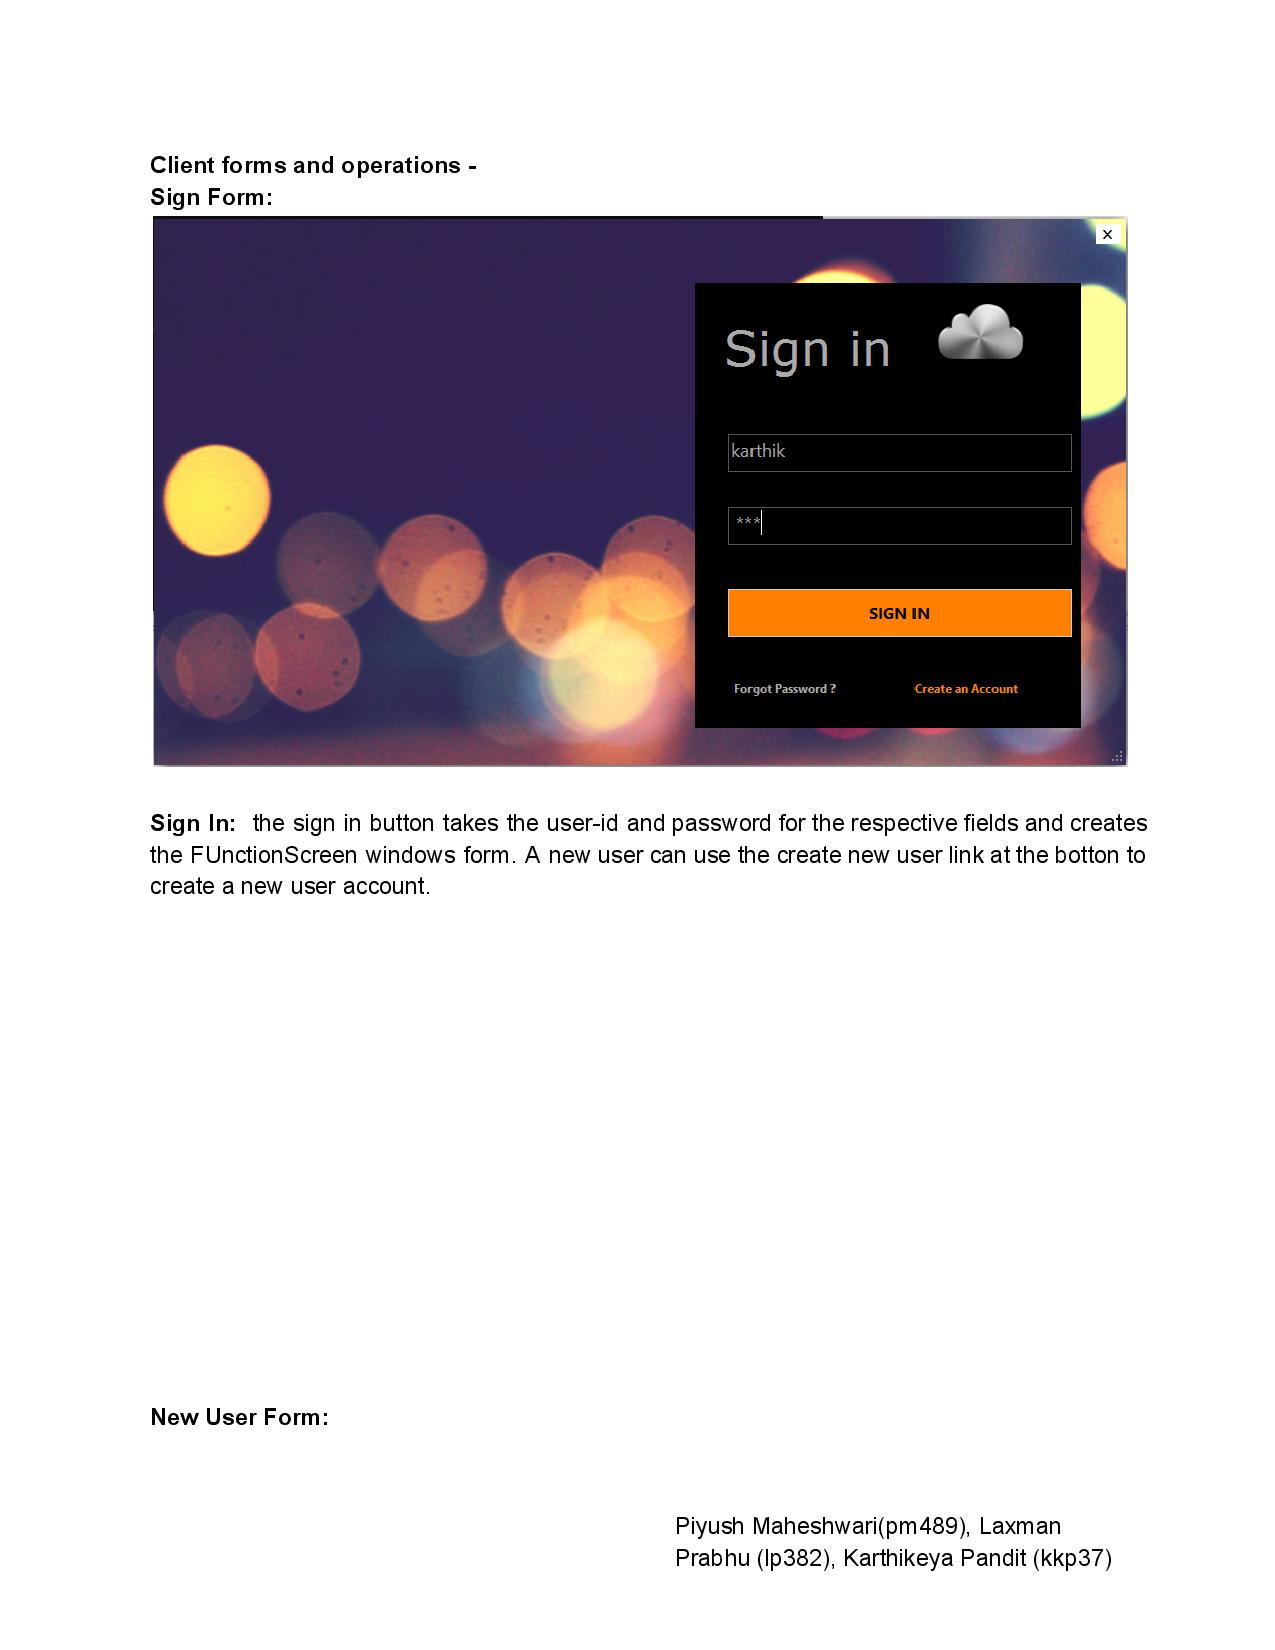 Client forms and operations -
Sign Form:
x
Sign in
karthik
***
SIGN IN
Forgot Password ?
Create an Account
Sign In:  the sign in button takes the user-id and password for the respective fields and creates
the FUnctionScreen windows form. A new user can use the create new user link at the botton to
create a new user account.
New User Form:
Piyush Maheshwari(pm489), Laxman
Prabhu (lp382), Karthikeya Pandit (kkp37)